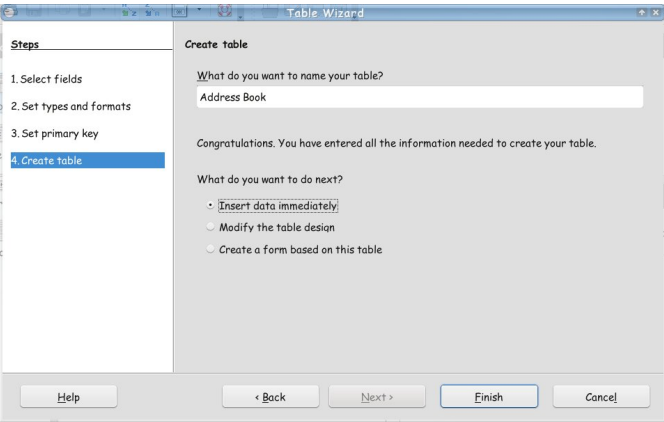 Table Wizard
Steps
1. Select fields
2. Set types and formats
3. Set primary key
4. Create table
Create table
What do you want to name your table?
Address Book
Congratulations. You have entered all the information needed to create your table.
What do you want to do next?
Insert data immediately
Modify the table design
Create a form based on this table
Help
< Back
Next >
Finish
Cancel